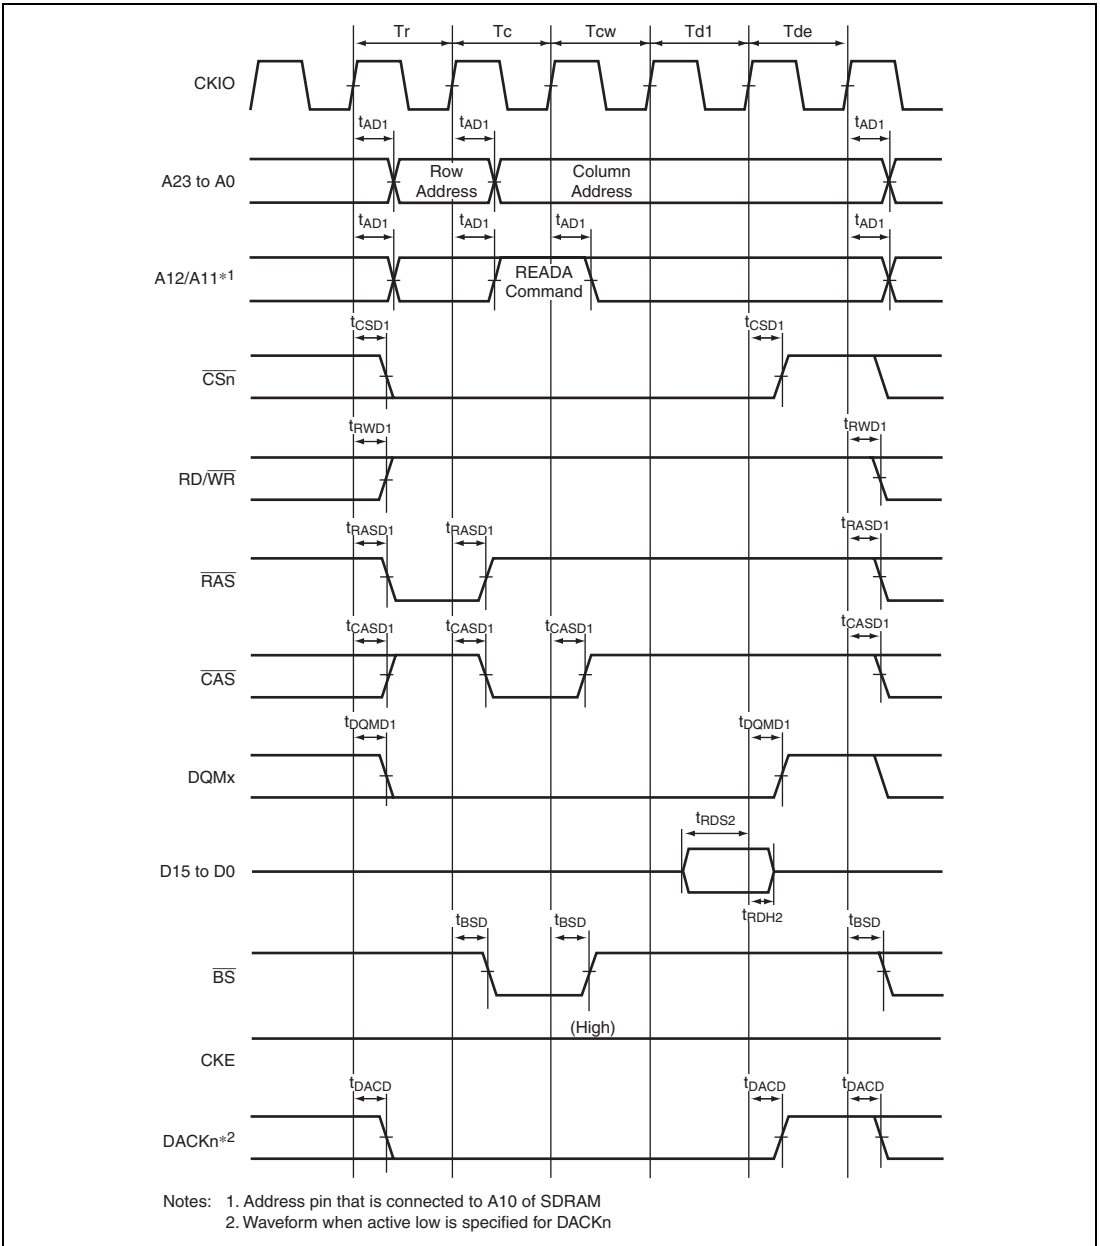 Tr Tc Tcw Td1 Tde
CKIO
tAD1 tAD1 tAD1
A23 to A0
Row Address
Column Address
tAD1 tAD1 tAD1 tAD1
A12/A11*1
READA Command
tCSD1 tCSD1
CSn
tRWD1 tRWD1
RD/WR
tRASD1 tRASD1 tRASD1
RAS
tCASD1 tCASD1 tCASD1 tCASD1
CAS
tDQMD1 tDQMD1
DQMx
tRDS2
D15 to D0
tRDH2
tBSD tBSD tBSD
BS
(High)
CKE
tDACD tDACD tDACD
DACKn*2
Notes: 1. Address pin that is connected to A10 of SDRAM
2. Waveform when active low is specified for DACKn